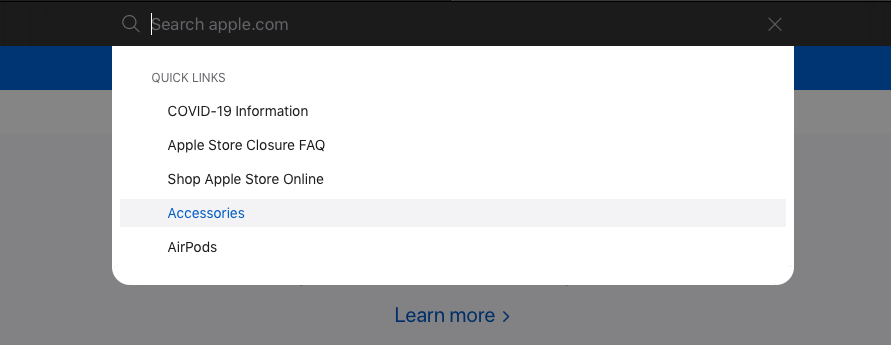 Search apple.com
QUICK LINKS
COVID-19 Information
Apple Store Closure FAQ
Shop Apple Store Online
Accessories
AirPods
Learn more >